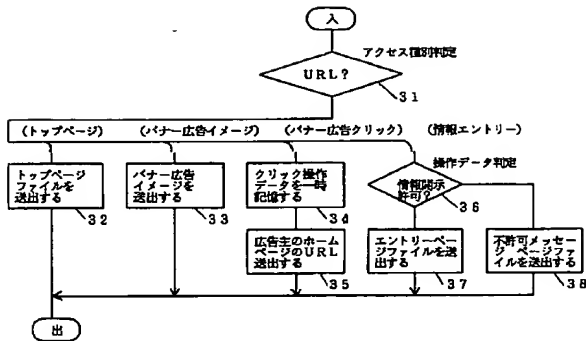 入
アクセス種別判定
URL?
31
(トップページ)
(バナー広告イメージ)
(バナー広告クリック)
(情報エントリー)
トップページ
ファイルを
送出する
32
バナー広告
イメージを
送出する
33
クリック操作
データを一時
記憶する
34
操作データ判定
情報開示
許可?
36
広告主のホーム
ページのURL
送出する
35
エントリーペー
ジファイルを送
出する
37
不許可メッセー
ジ ページファ
イルを送出する
38
出